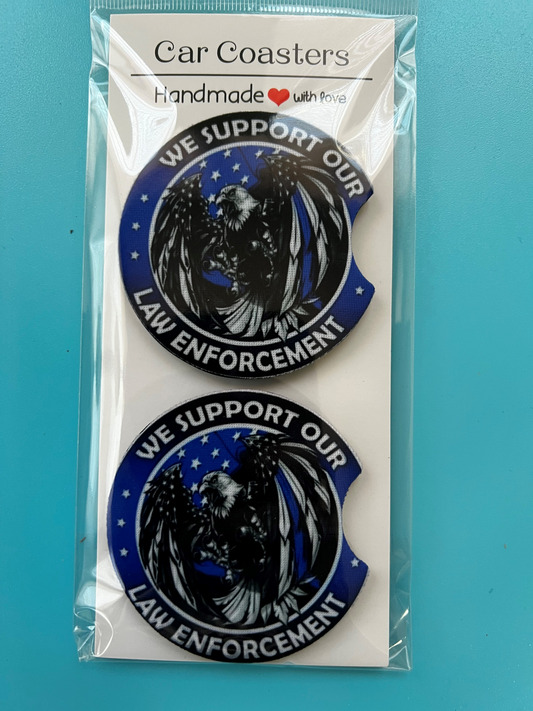 Car Coasters
Handmade with love
WE SUPPORT OUR
LAW ENFORCEMENT
WE SUPPORT OUR
LAW ENFORCEMENT